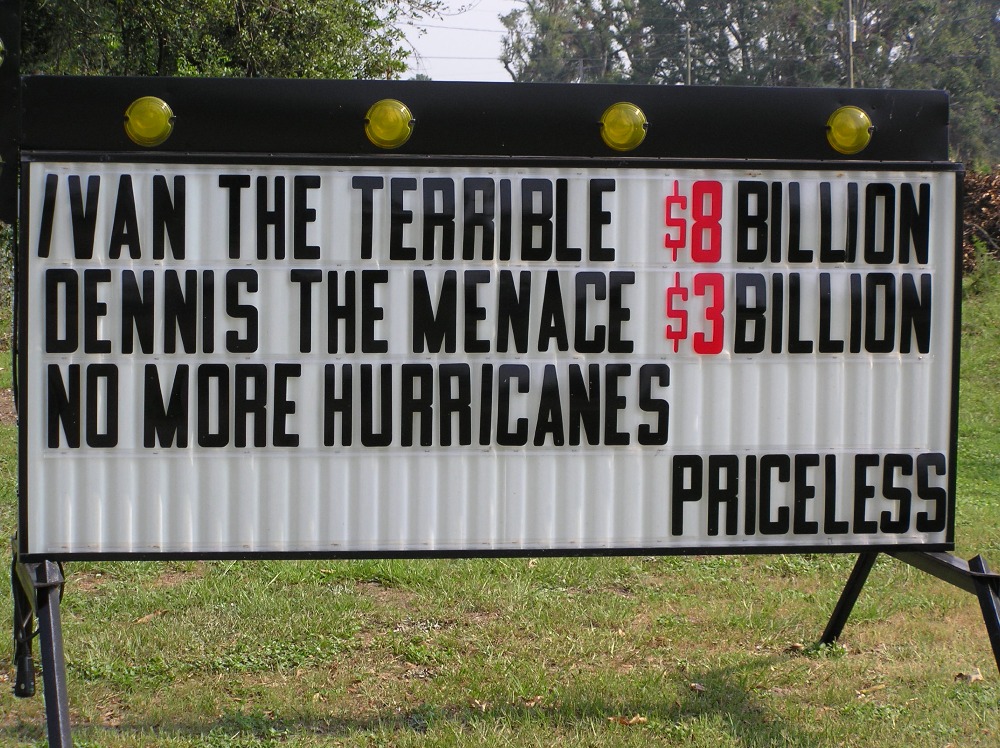 IVAN THE TERRIBLE $8 BILLION
DENNIS THE MENACE $3 BILLION
NO MORE HURRICANES
PRICELESS